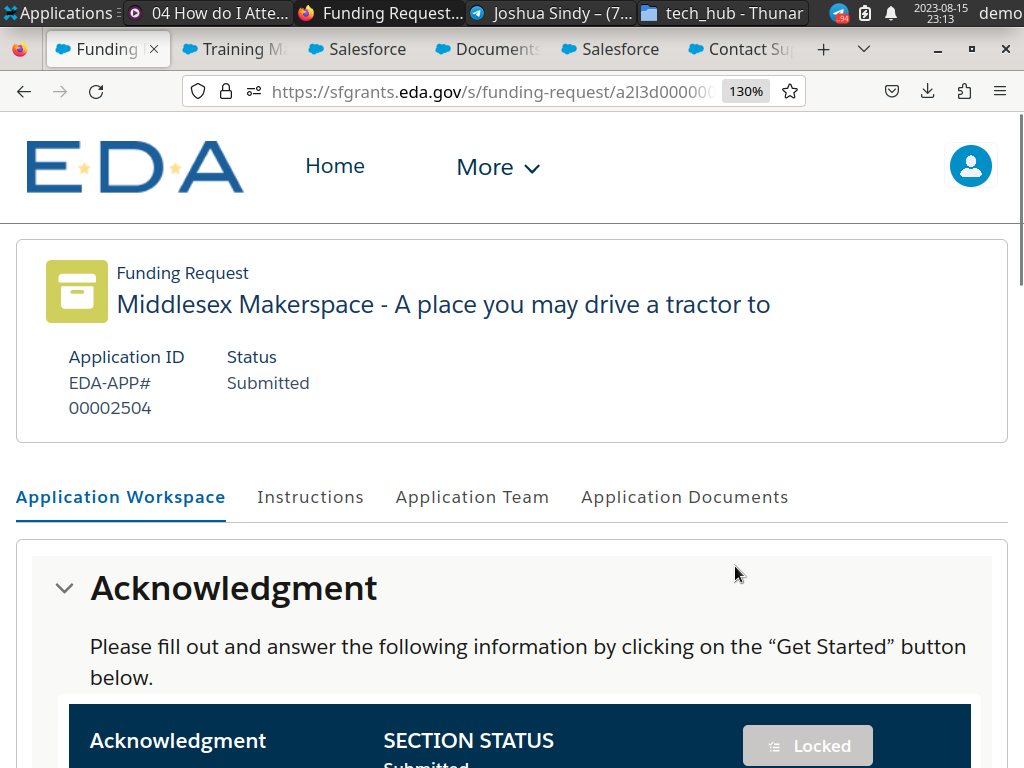 Applications 04 How do I Atte... Funding Request... Joshua Sindy – (7... tech_hub - Thunar 94 2023-08-15 23:13 demo
Funding Training M Salesforce Documents Salesforce Contact Su
https://sfgrants.eda.gov/s/funding-request/a2l3d000000 130%
EDA Home More
Funding Request
Middlesex Makerspace - A place you may drive a tractor to
Application ID Status
EDA-APP# Submitted
00002504
Application Workspace Instructions Application Team Application Documents
Acknowledgment
Please fill out and answer the following information by clicking on the “Get Started” button
below.
Acknowledgment SECTION STATUS Locked
Submitted